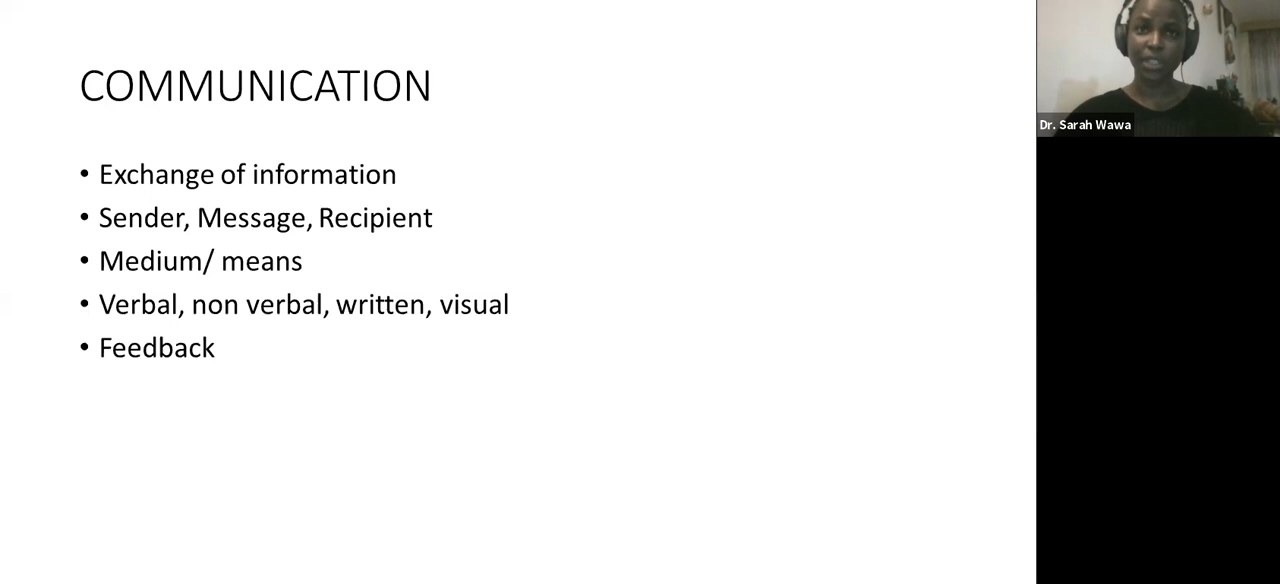 COMMUNICATION
• Exchange of information
• Sender, Message, Recipient
• Medium/ means
• Verbal, non verbal, written, visual
• Feedback
Dr. Sarah Wawa